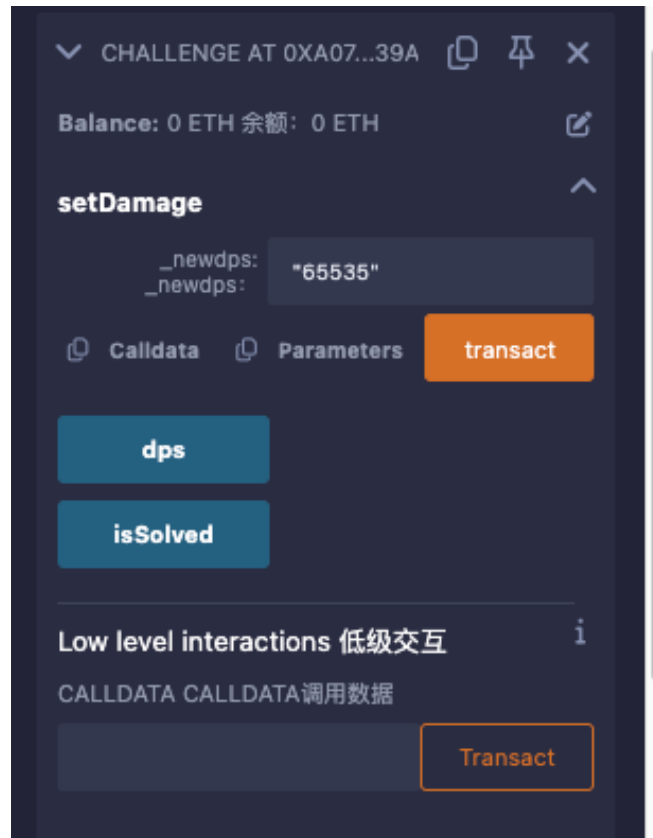 CHALLENGE AT 0XA07...39A
Balance: 0 ETH 余额：0 ETH
setDamage
_newdps:
_newdps：
"65535"
Calldata Parameters transact
dps
isSolved
Low level interactions 低级交互 i
CALLDATA CALLDATA调用数据
Transact